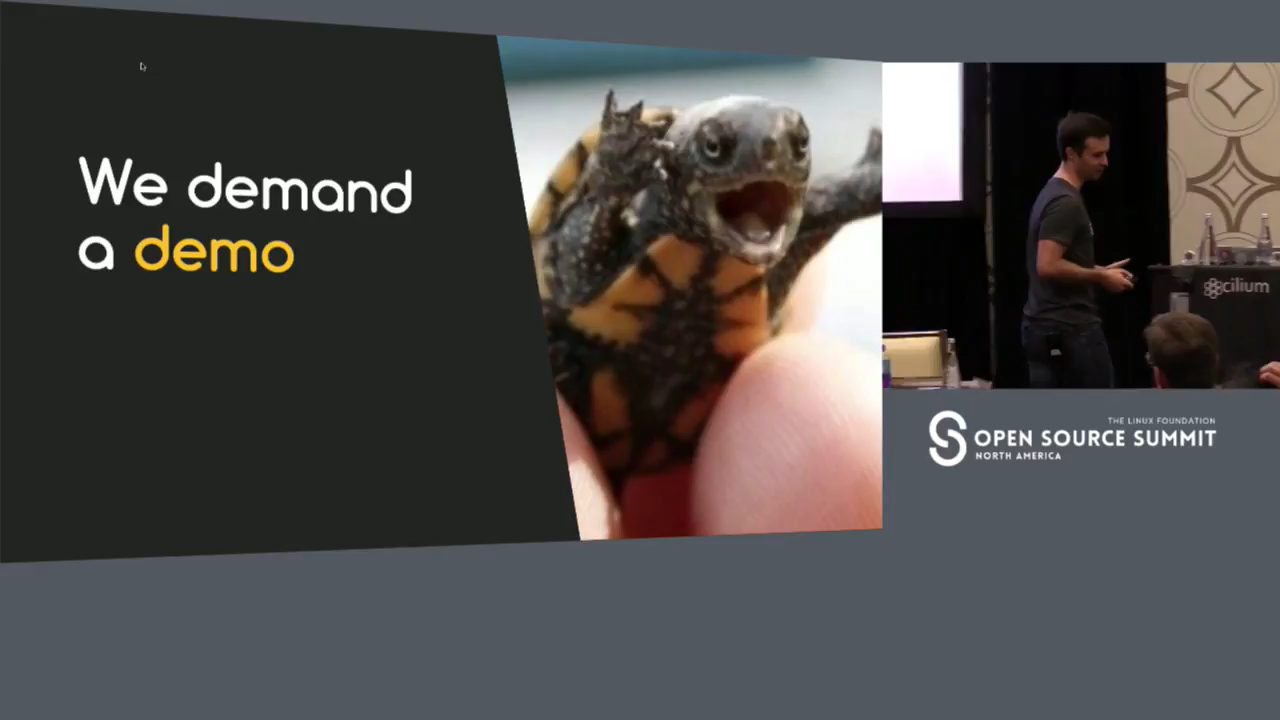 We demand
a demo
cilium
THE LINUX FOUNDATION
OPEN SOURCE SUMMIT
NORTH AMERICA